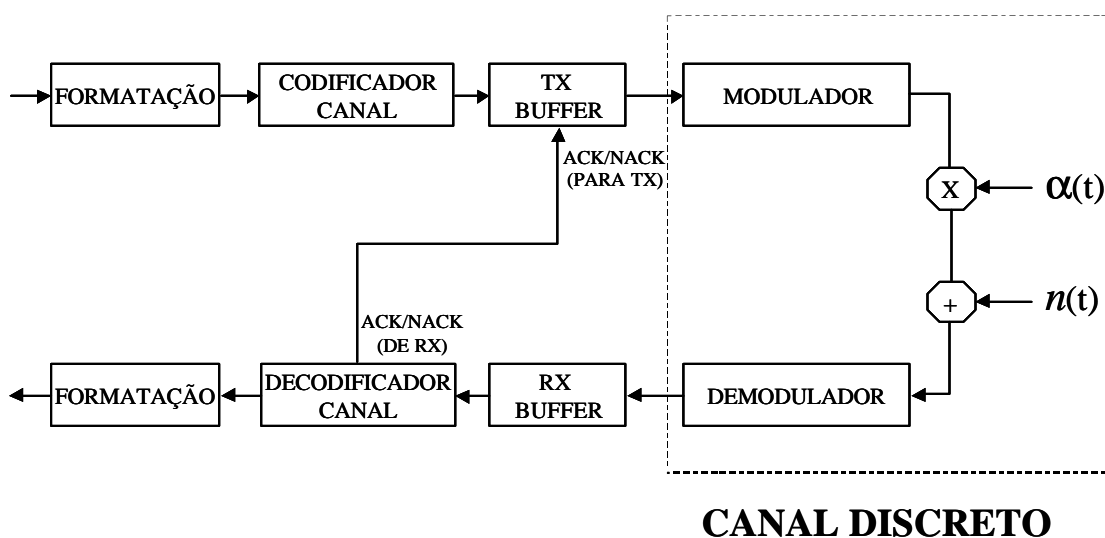 FORMATAÇÃO
CODIFICADOR
CANAL
TX
BUFFER
MODULADOR
ACK/NACK
(PARA TX)
X
α(t)
+
n(t)
ACK/NACK
(DE RX)
FORMATAÇÃO
DECODIFICADOR
CANAL
RX
BUFFER
DEMODULADOR
CANAL DISCRETO